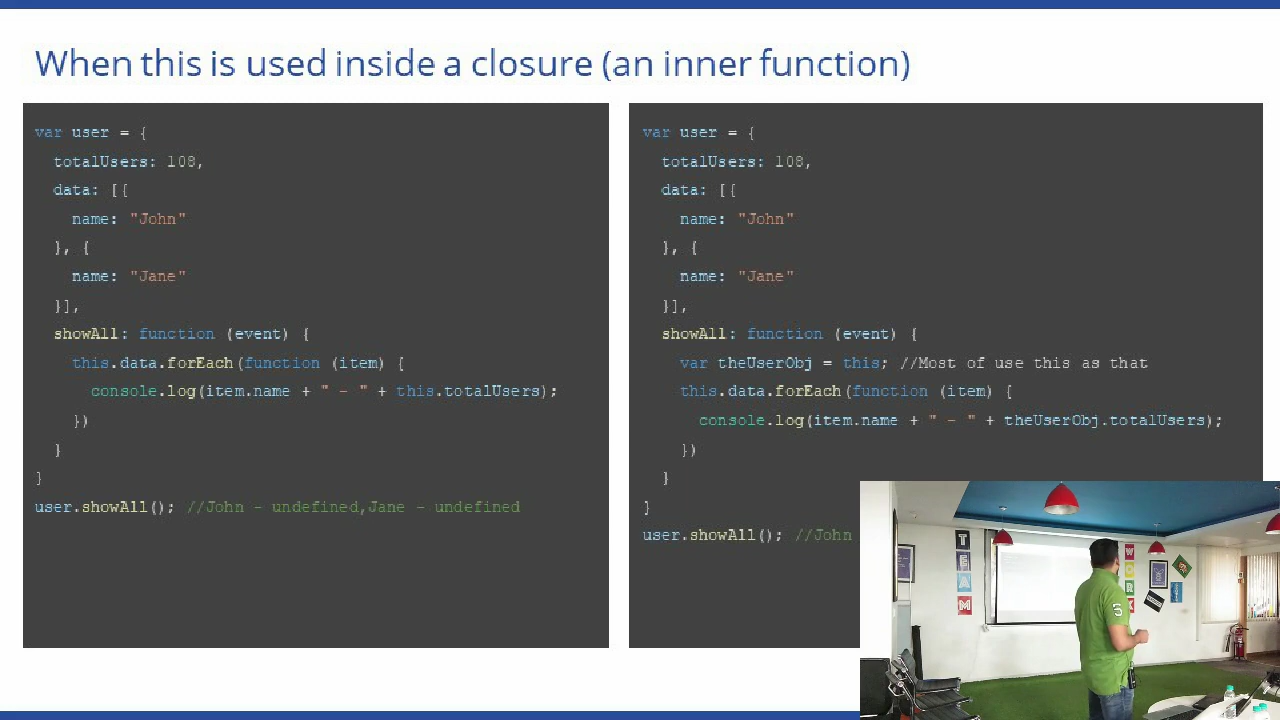 When this is used inside a closure (an inner function)
var user = {
totalUsers: 108,
data: [{
name: "John"
}, {
name: "Jane"
}],
showAll: function (event) {
this.data.forEach(function (item) {
console.log(item.name + " - " + this.totalUsers);
})
}
}
user.showAll(); //John - undefined,Jane - undefined
var user = {
totalUsers: 108,
data: [{
name: "John"
}, {
name: "Jane"
}],
showAll: function (event) {
var theUserObj = this; //Most of use this as that
this.data.forEach(function (item) {
console.log(item.name + " - " + theUserObj.totalUsers);
})
}
}
user.showAll(); //John
TEAM
WORK